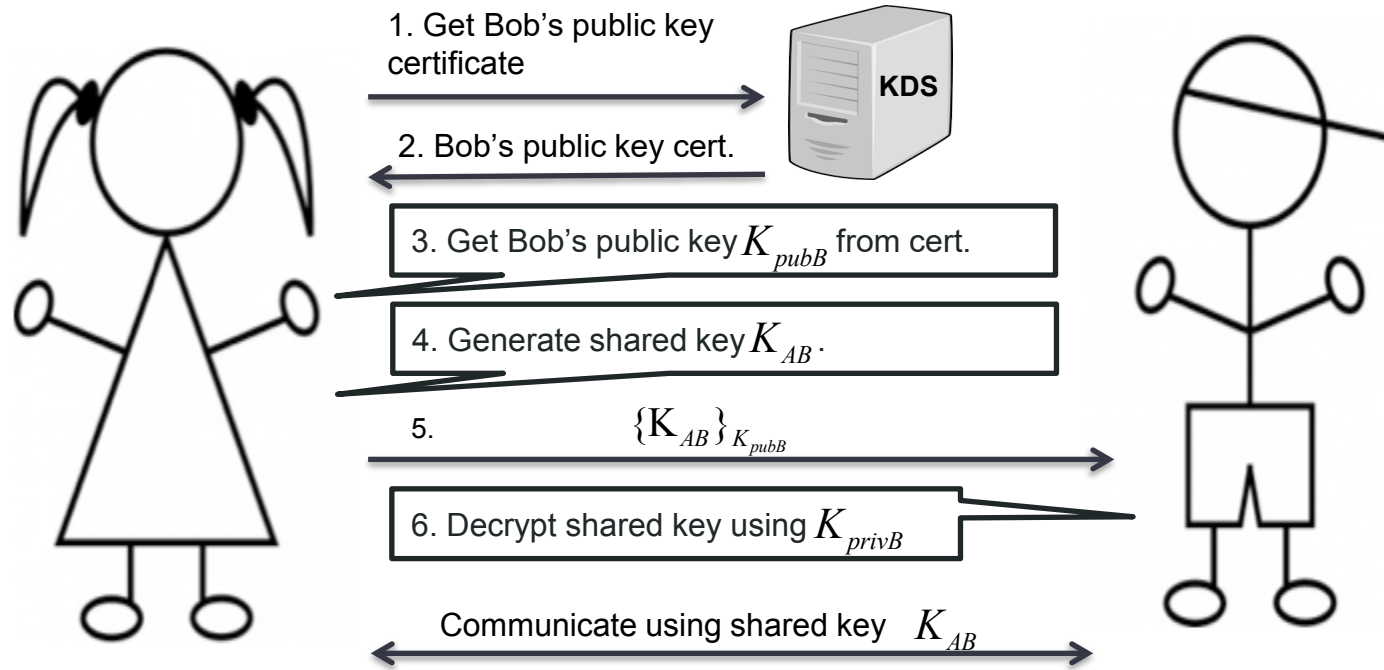 1. Get Bob’s public key
certificate
KDS
2. Bob’s public key cert.
3. Get Bob’s public key K_pubB from cert.
4. Generate shared key K_AB.
5. {K_AB}_K_pubB
6. Decrypt shared key using K_privB
Communicate using shared key K_AB